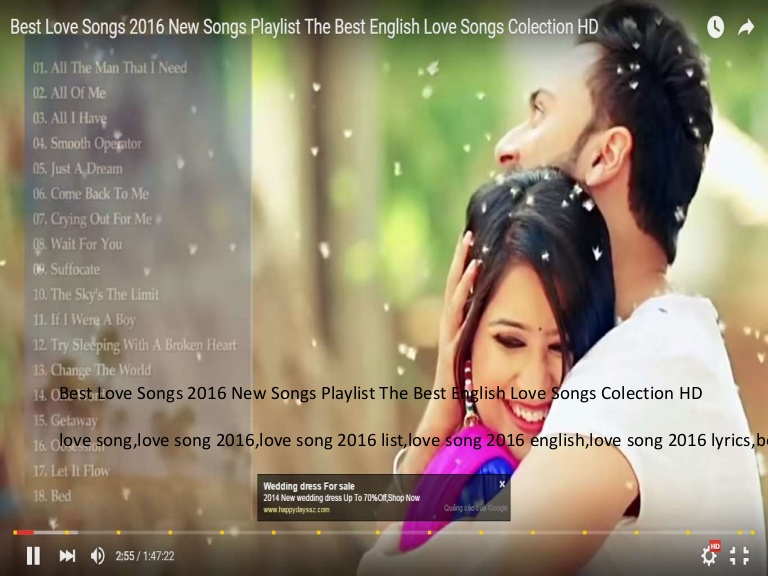 Best Love Songs 2016 New Songs Playlist The Best English Love Songs Colection HD
01. All The Man That I Need
02. All Of Me
03. All I Have
04. Smooth Operator
05. Just A Dream
06. Come Back To Me
07. Crying Out For Me
08. Wait For You
09. Suffocate
10. The Sky's The Limit
11. If I Were A Boy
12. Try Sleeping With A Broken Heart
13. Change The World
14.
Best Love Songs 2016 New Songs Playlist The Best English Love Songs Colection HD
15. Getaway
love song,love song 2016,love song 2016 list,love song 2016 english,love song 2016 lyrics,b
16. Obsession
17. Let It Flow
18. Bed
Wedding dress For sale
2014 New wedding dress Up To 70%Off,Shop Now
www.happydayssz.com
Quảng cáo của Google
2:55 / 1:47:22
HD